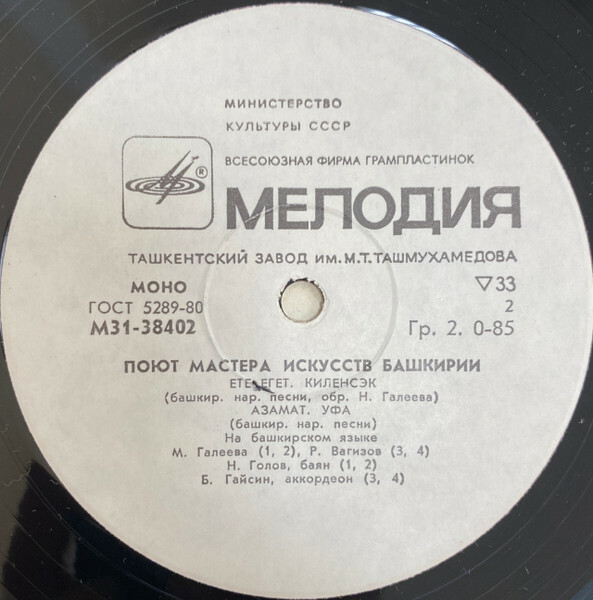 МИНИСТЕРСТВО
КУЛЬТУРЫ СССР
ВСЕСОЮЗНАЯ ФИРМА ГРАМПЛАСТИНОК
®
МЕЛОДИЯ
ТАШКЕНТСКИЙ ЗАВОД им. М.Т. ТАШМУХАМЕДОВА
МОНО ▽33
ГОСТ 5289-80 2
М31-38402 Гр. 2. 0-85
ПОЮТ МАСТЕРА ИСКУССТВ БАШКИРИИ
ЕТЕ ЕГЕТ. КИЛЕНСЭК
(башкир. нар. песни, обр. Н. Галеева)
АЗАМАТ. УФА
(башкир. нар. песни)
На башкирском языке
М. Галеева (1, 2), Р. Вагизов (3, 4)
Н. Голов, баян (1, 2)
Б. Гайсин, аккордеон (3, 4)